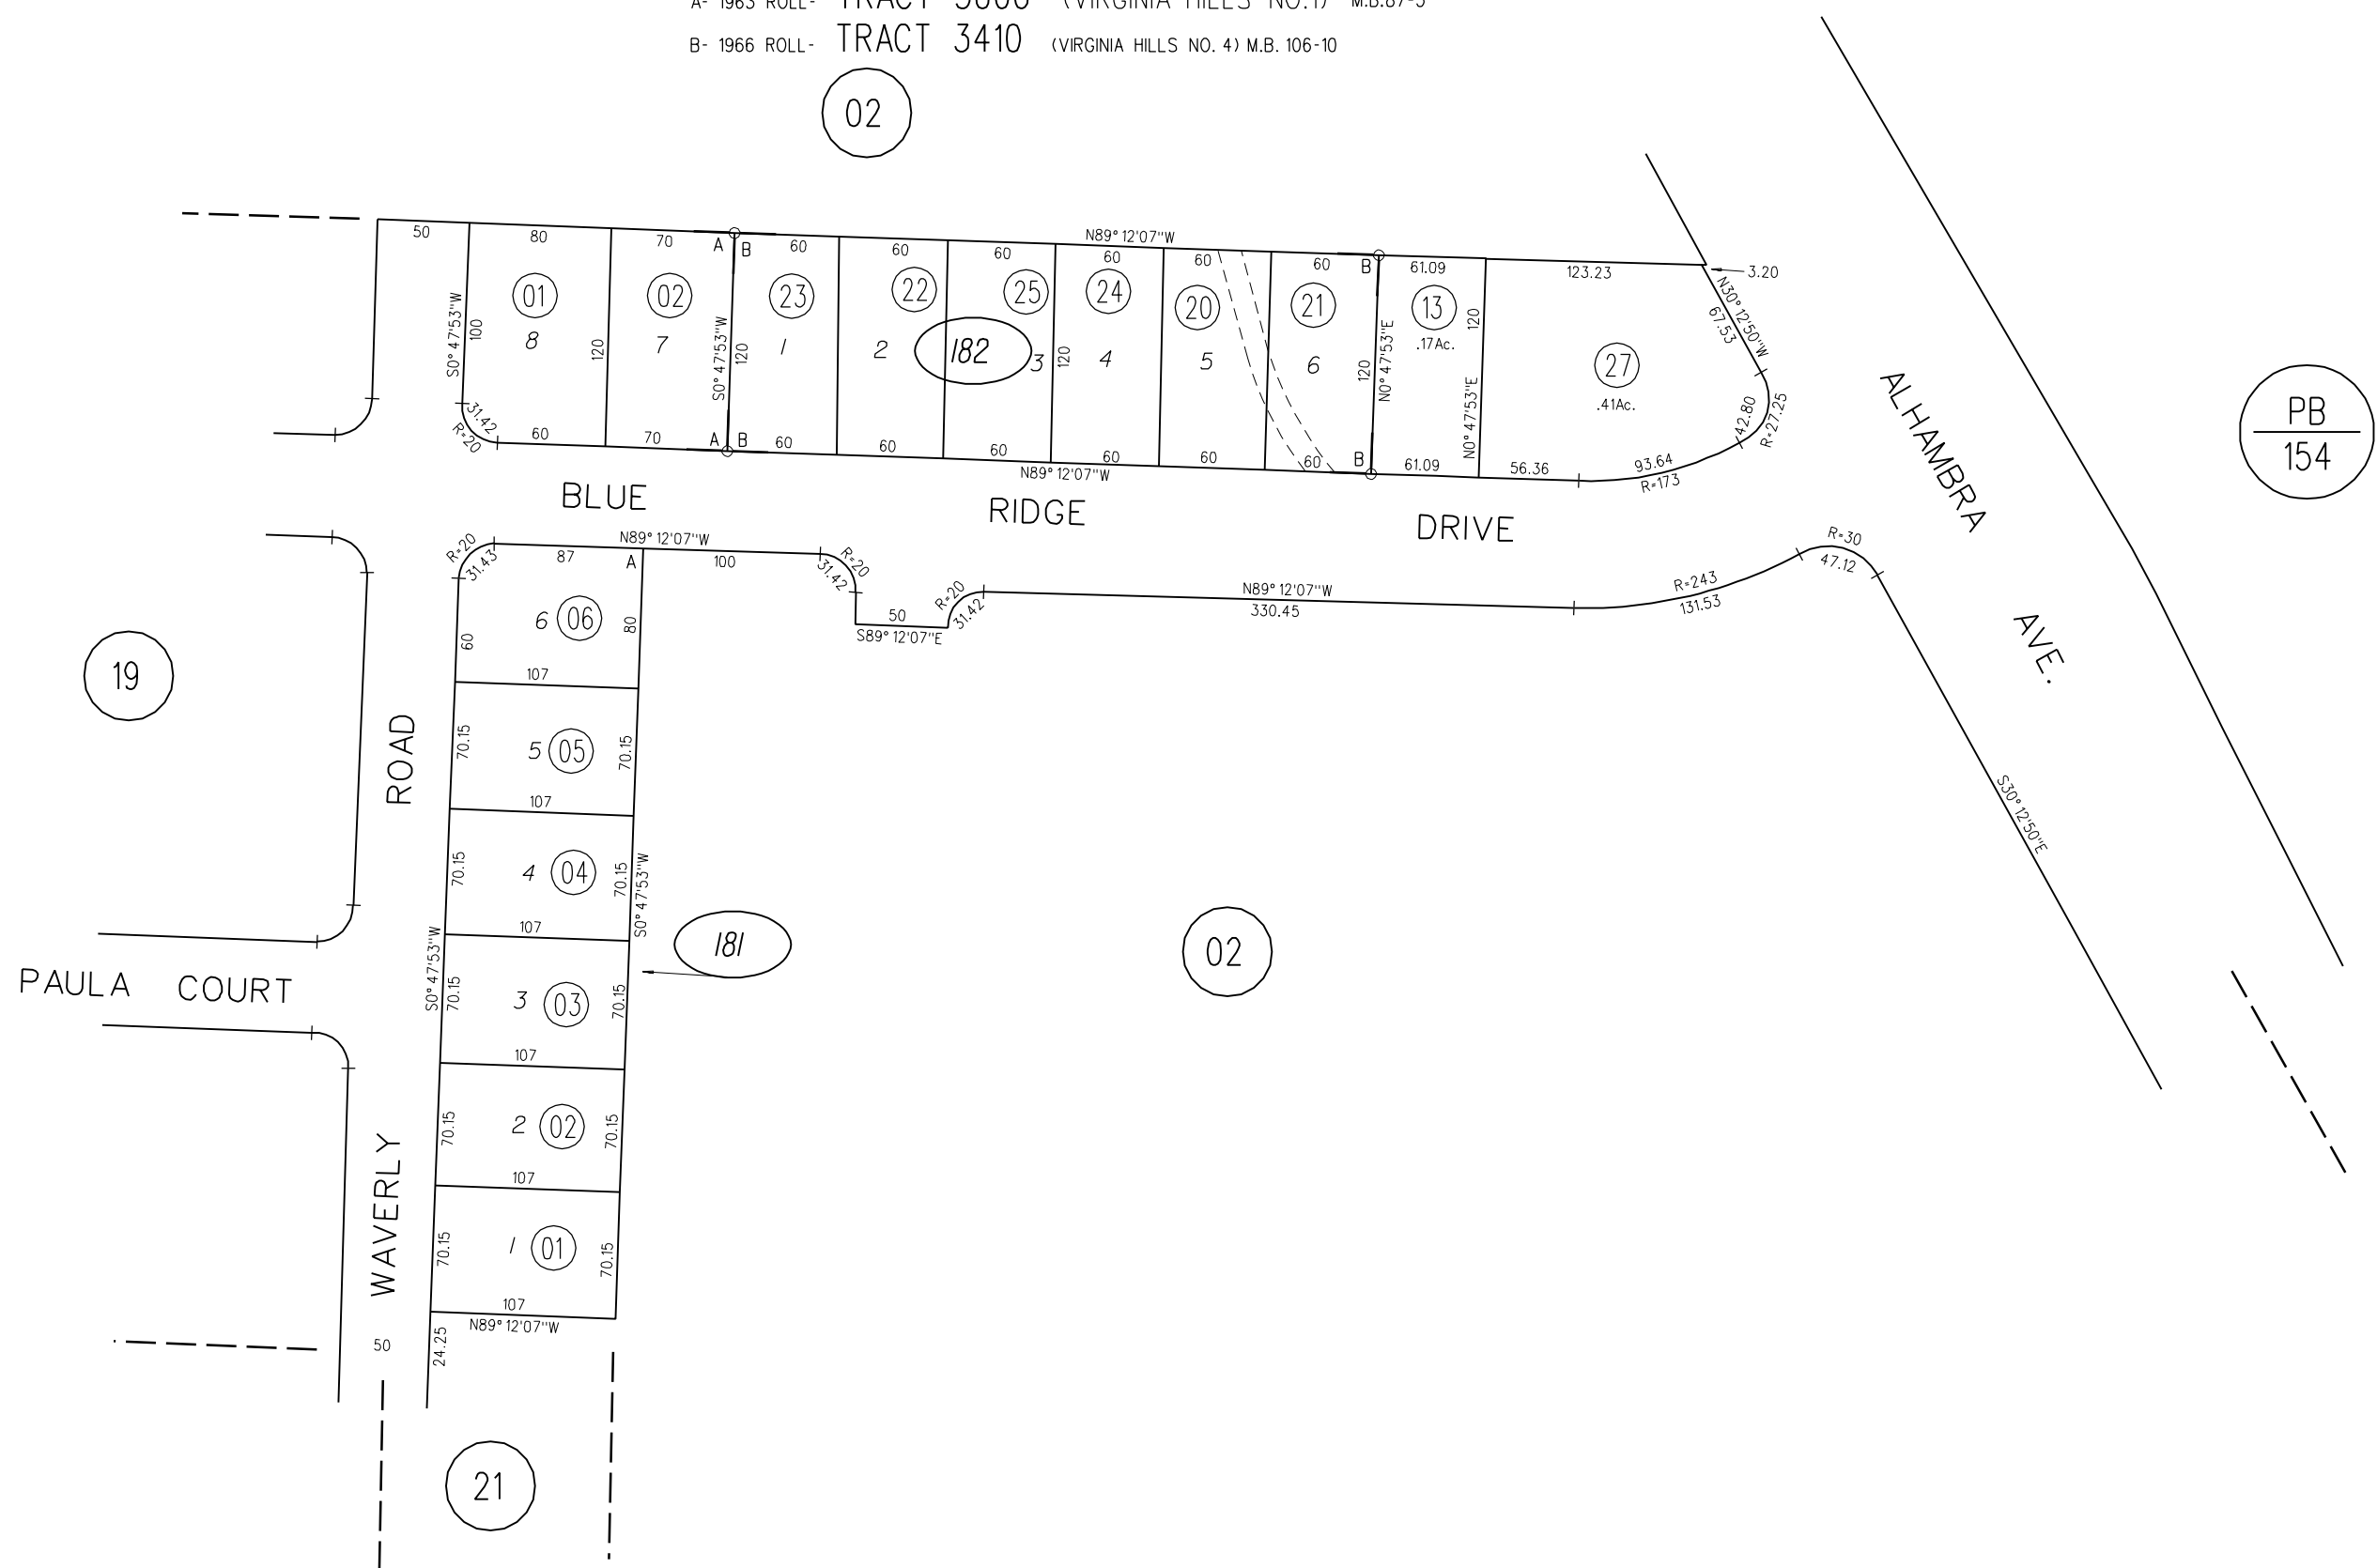 A- 1963 ROLL- TRACT (VIRGINIA HILLS NO.1) M.B.87-5
B- 1966 ROLL- TRACT 3410 (VIRGINIA HILLS NO. 4) M.B. 106-10
02
50
80
70
A
B
60
60
60
N89° 12'07"W
60
60
60
B
61.09
123.23
3.20
01
02
23
22
25
24
20
21
13
27
8
7
1
2
182
3
4
5
6
.17Ac.
.41Ac.
S0° 47'53"W
100
120
S0° 47'53"W
120
120
120
N0° 47'53"E
120
N0° 47'53"E
N30° 12'50"W
67.53
42.80
R=27.25
31.42
R=20
60
70
A
B
60
60
60
60
60
60
B
61.09
56.36
93.64
R=173
N89° 12'07"W
BLUE RIDGE DRIVE
ALHAMBRA AVE.
PB
154
R=20
31.43
N89° 12'07"W
87
A
100
R=20
31.42
50
S89° 12'07"E
R=20
31.42
N89° 12'07"W
330.45
R=243
131.53
R=30
47.12
S30° 12'50"E
19
6
06
60
80
107
5
05
70.15
70.15
107
4
04
70.15
70.15
S0° 47'53"W
107
181
02
S0° 47'53"W
3
03
70.15
70.15
107
2
02
70.15
70.15
107
1
01
70.15
70.15
107
N89° 12'07"W
24.25
50
PAULA COURT
WAVERLY ROAD
21